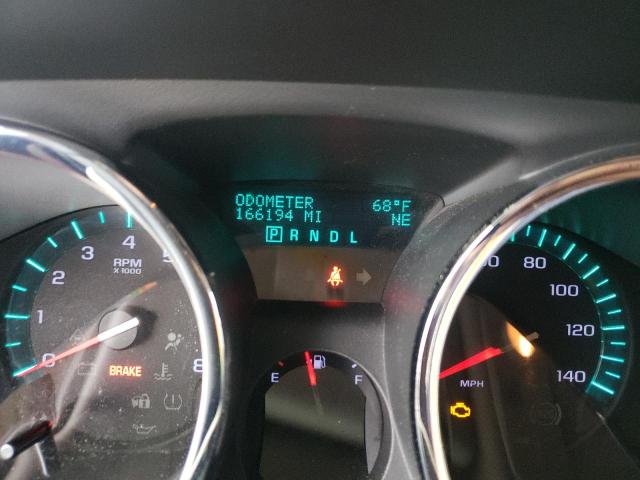 ODOMETER 68°F
166194 MI NE
P R N D L
0 1 2 3 4 5 8
RPM
X 1000
BRAKE
E F
80 100 120 140
MPH